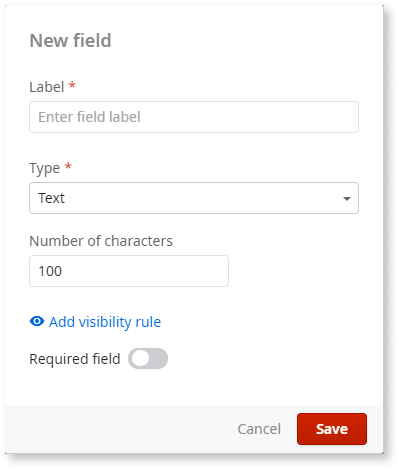 New field
Label *
Enter field label
Type *
Text
Number of characters
100
Add visibility rule
Required field
Cancel Save